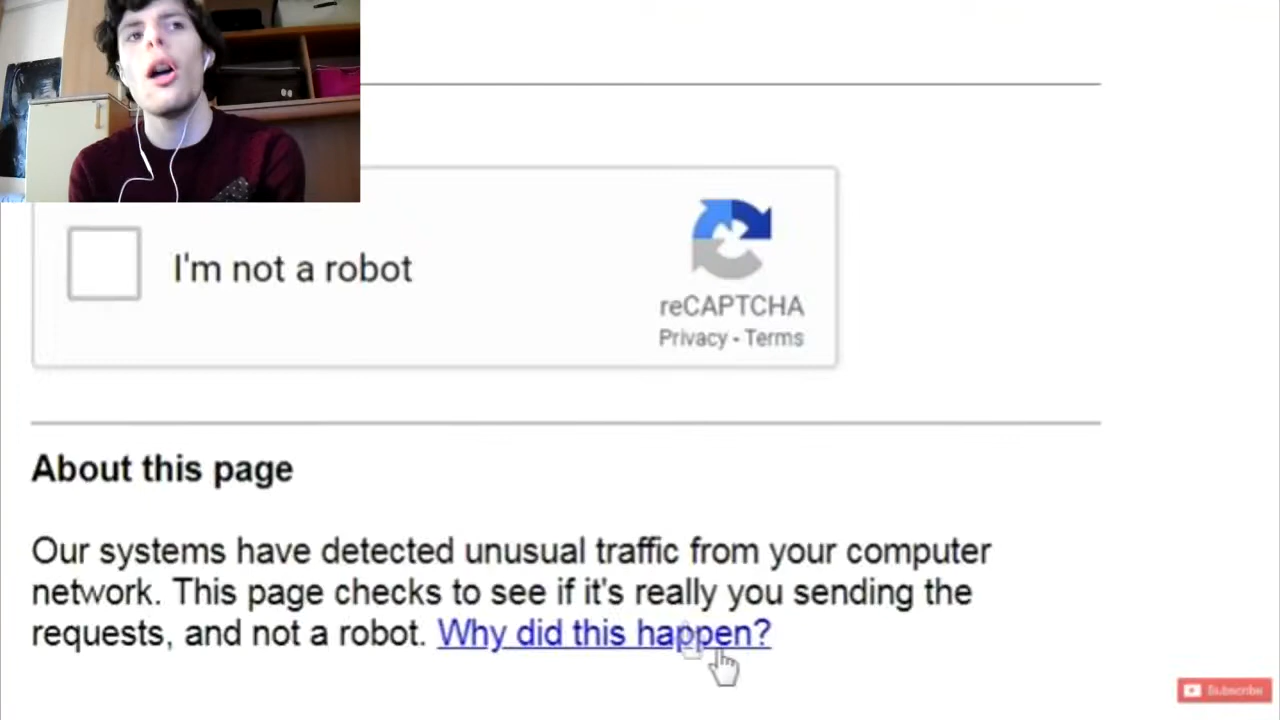 I'm not a robot
reCAPTCHA
Privacy - Terms
About this page
Our systems have detected unusual traffic from your computer
network. This page checks to see if it's really you sending the
requests, and not a robot. Why did this happen?
Subscribe